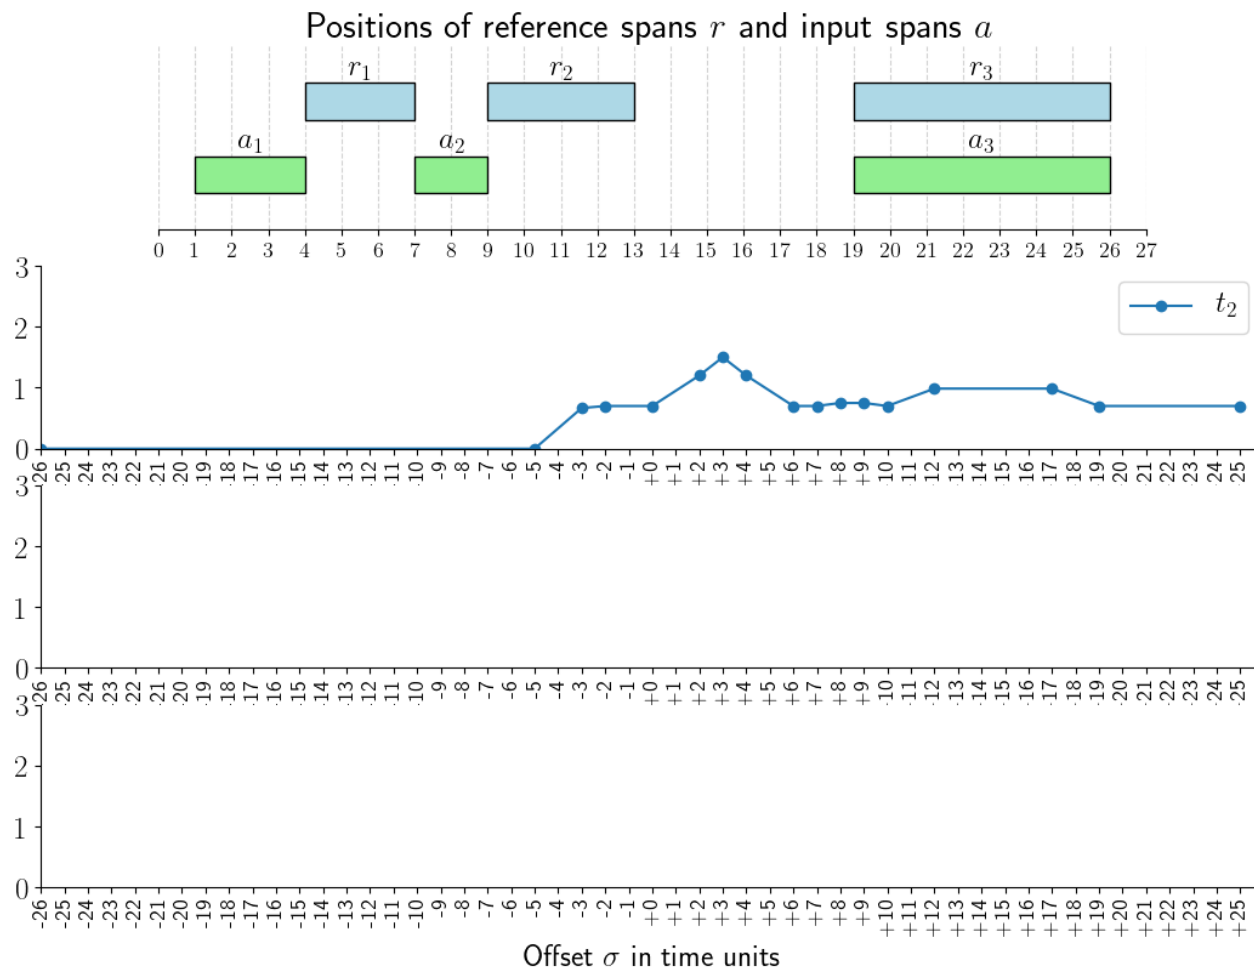 Positions of reference spans r and input spans a
r₁ r₂ r₃
a₁ a₂ a₃
0 1 2 3 4 5 6 7 8 9 10 11 12 13 14 15 16 17 18 19 20 21 22 23 24 25 26 27
3
t₂
2
1
0
-26 -25 -24 -23 -22 -21 -20 -19 -18 -17 -16 -15 -14 -13 -12 -11 -10 -9 -8 -7 -6 -5 -4 -3 -2 -1 +0 +1 +2 +3 +4 +5 +6 +7 +8 +9 +10 +11 +12 +13 +14 +15 +16 +17 +18 +19 +20 +21 +22 +23 +24 +25
3
2
1
0
-26 -25 -24 -23 -22 -21 -20 -19 -18 -17 -16 -15 -14 -13 -12 -11 -10 -9 -8 -7 -6 -5 -4 -3 -2 -1 +0 +1 +2 +3 +4 +5 +6 +7 +8 +9 +10 +11 +12 +13 +14 +15 +16 +17 +18 +19 +20 +21 +22 +23 +24 +25
3
2
1
0
-26 -25 -24 -23 -22 -21 -20 -19 -18 -17 -16 -15 -14 -13 -12 -11 -10 -9 -8 -7 -6 -5 -4 -3 -2 -1 +0 +1 +2 +3 +4 +5 +6 +7 +8 +9 +10 +11 +12 +13 +14 +15 +16 +17 +18 +19 +20 +21 +22 +23 +24 +25
Offset σ in time units